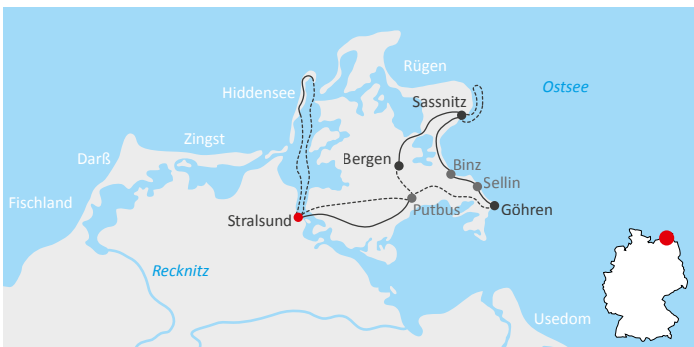 Rügen
Ostsee
Hiddensee
Sassnitz
Zingst
Darß
Bergen
Binz
Sellin
Fischland
Putbus
Göhren
Stralsund
Recknitz
Usedom